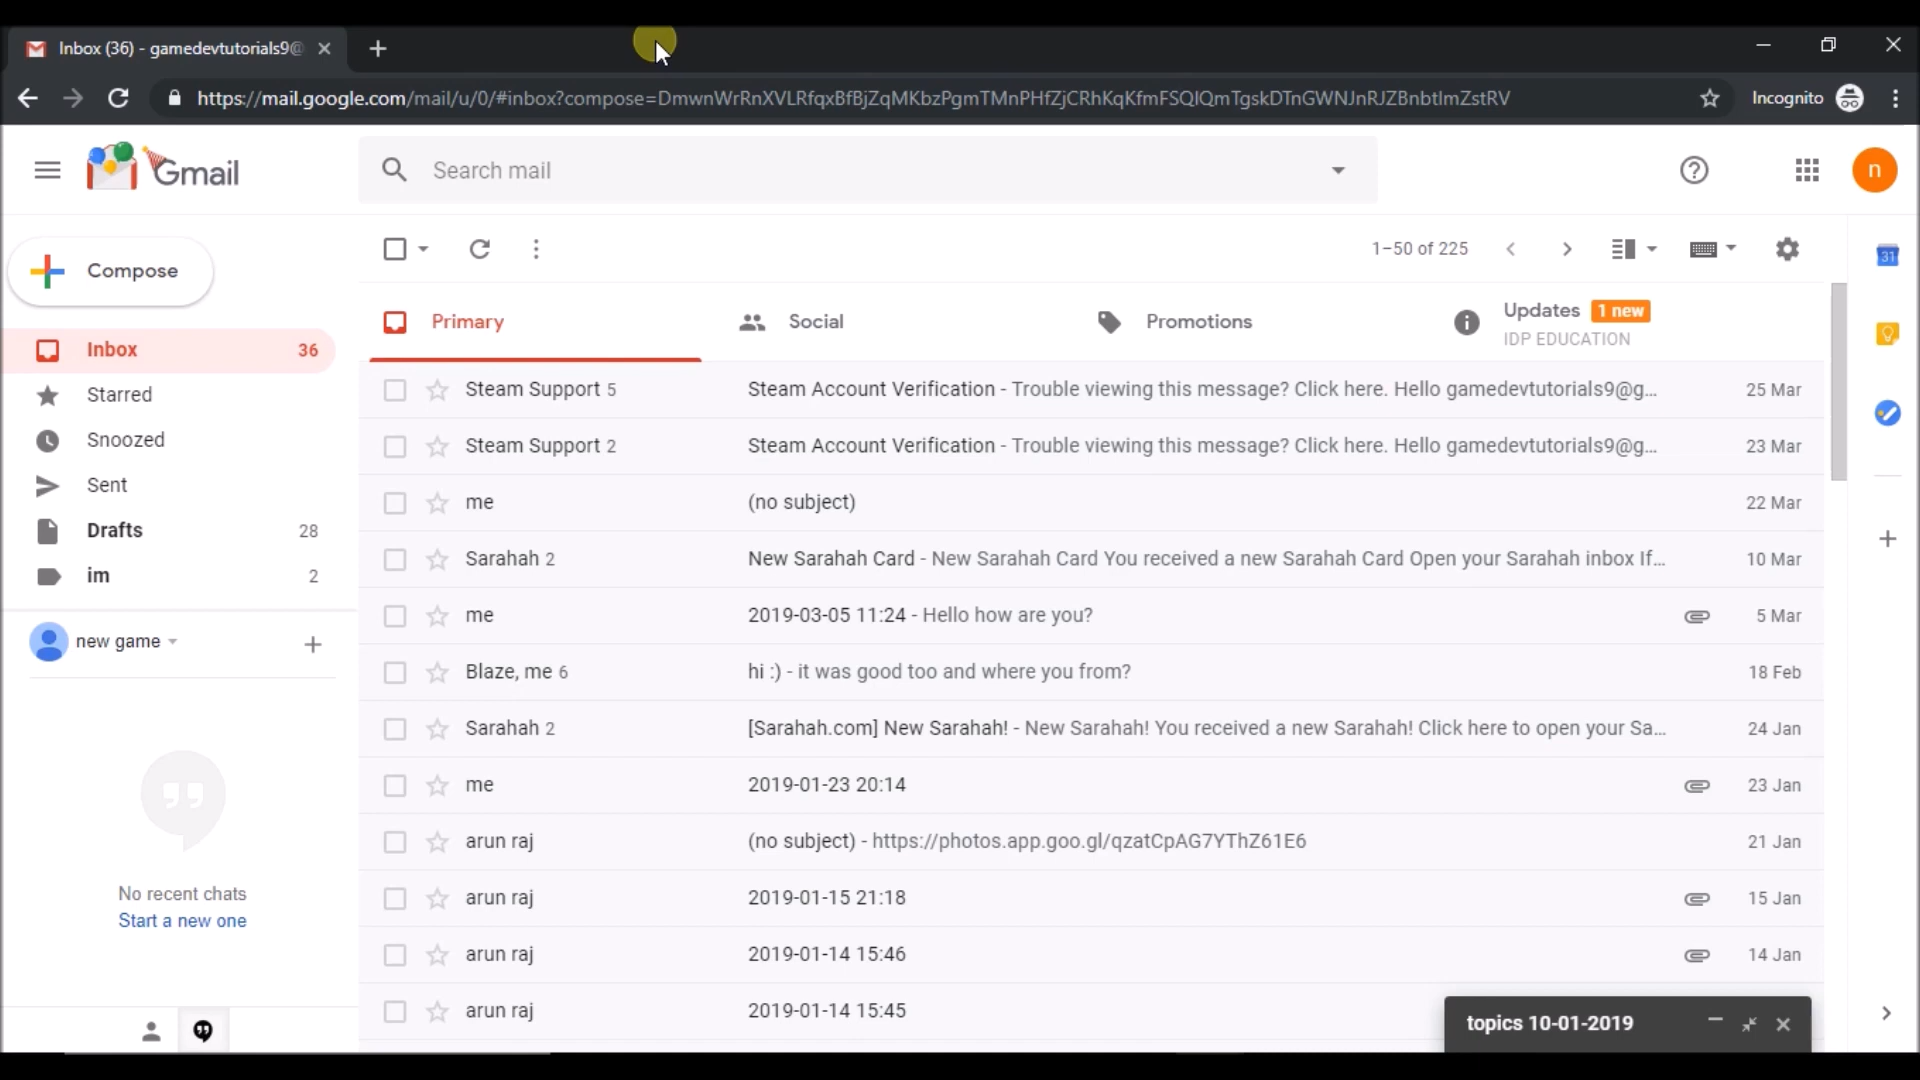 Inbox (36) - gamedevtutorials9@
https://mail.google.com/mail/u/0/#inbox?compose=DmwnWrRnXVLRfqxBfBjZqMKbzPgmTMnPHfZjCRhKqKfmFSQlQmTgskDTnGWNJnRJZBnbtlmZstRV
Incognito
Gmail
Search mail
n
Compose
1–50 of 225
31
Primary
Social
Promotions
Updates 1 new
IDP EDUCATION
Inbox 36
Starred
Snoozed
Sent
Drafts 28
im 2
new game
No recent chats
Start a new one
Steam Support 5 Steam Account Verification - Trouble viewing this message? Click here. Hello gamedevtutorials9@g... 25 Mar
Steam Support 2 Steam Account Verification - Trouble viewing this message? Click here. Hello gamedevtutorials9@g... 23 Mar
me (no subject) 22 Mar
Sarahah 2 New Sarahah Card - New Sarahah Card You received a new Sarahah Card Open your Sarahah inbox If... 10 Mar
me 2019-03-05 11:24 - Hello how are you? 5 Mar
Blaze, me 6 hi :) - it was good too and where you from? 18 Feb
Sarahah 2 [Sarahah.com] New Sarahah! - New Sarahah! You received a new Sarahah! Click here to open your Sa... 24 Jan
me 2019-01-23 20:14 23 Jan
arun raj (no subject) - https://photos.app.goo.gl/qzatCpAG7YThZ61E6 21 Jan
arun raj 2019-01-15 21:18 15 Jan
arun raj 2019-01-14 15:46 14 Jan
arun raj 2019-01-14 15:45
topics 10-01-2019